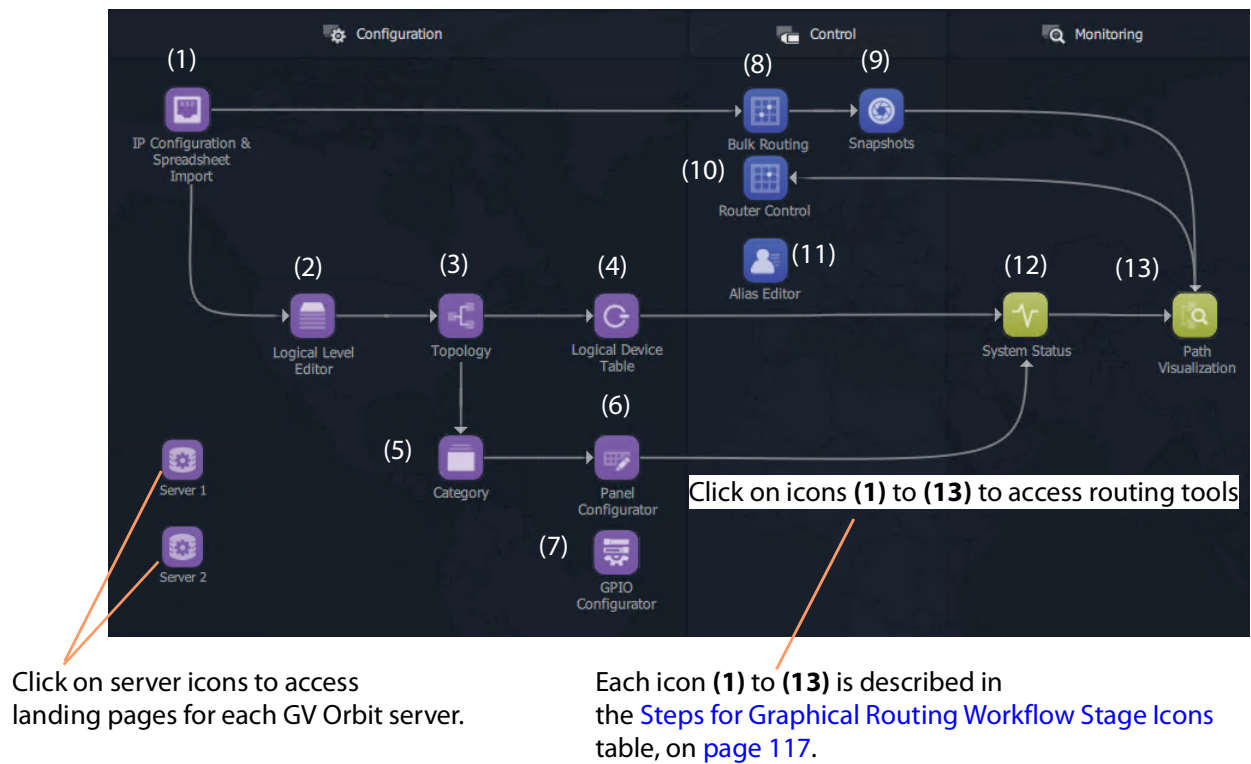 Configuration
Control
Monitoring
(1)
(8)
(9)
IP Configuration &
Spreadsheet
Import
Bulk Routing
Snapshots
(10)
Router Control
(2)
(3)
(4)
(11)
(12)
(13)
Alias Editor
Logical Level
Editor
Topology
Logical Device
Table
System Status
Path
Visualization
(5)
(6)
Category
Panel
Configurator
Server 1
Click on icons (1) to (13) to access routing tools
(7)
Server 2
GPIO
Configurator
Click on server icons to access
landing pages for each GV Orbit server.
Each icon (1) to (13) is described in
the Steps for Graphical Routing Workflow Stage Icons
table, on page 117.